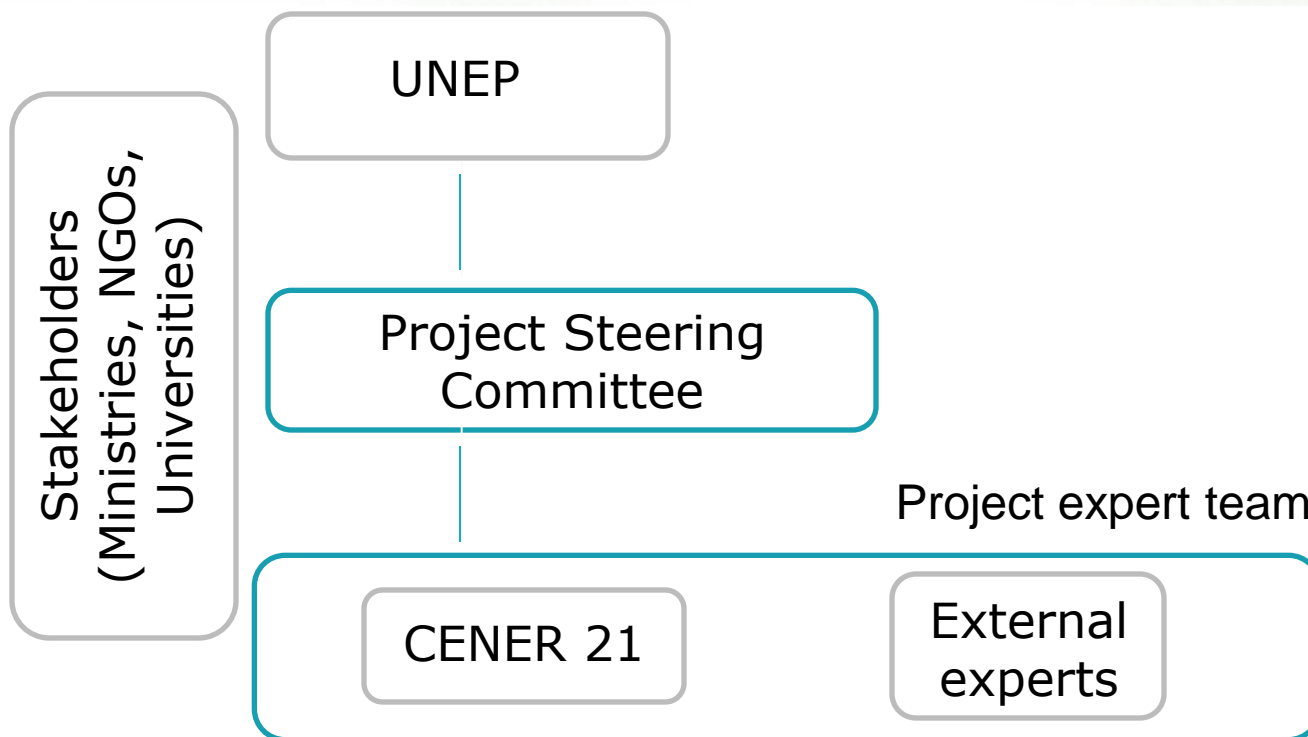 UNEP
Stakeholders
(Ministries, NGOs,
Universities)
Project Steering
Committee
Project expert team
CENER 21
External
experts